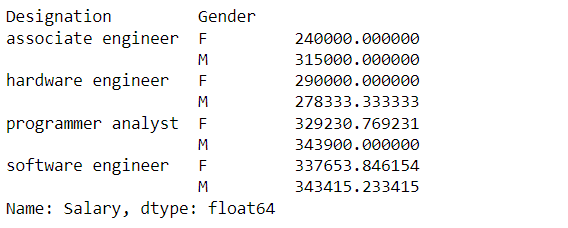 Designation         Gender
associate engineer  F         240000.000000
                    M         315000.000000
hardware engineer   F         290000.000000
                    M         278333.333333
programmer analyst  F         329230.769231
                    M         343900.000000
software engineer   F         337653.846154
                    M         343415.233415
Name: Salary, dtype: float64